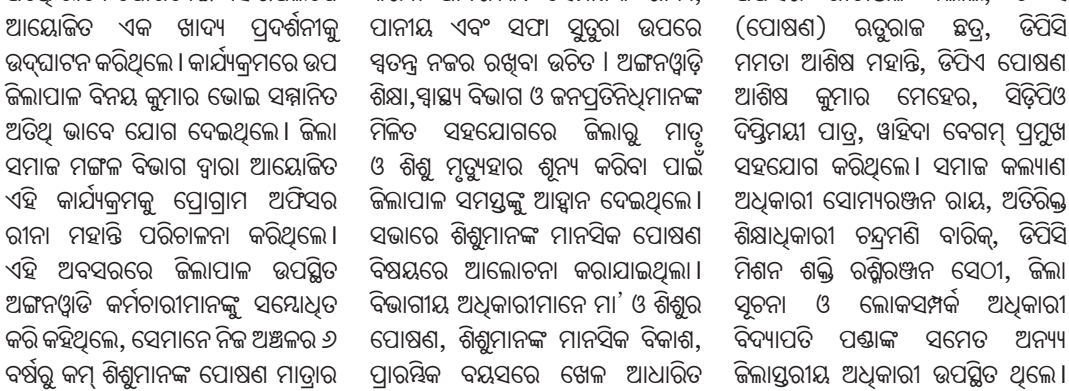 ଆୟୋଜିତ ଏକ ଖାଦ୍ୟ ପ୍ରଦର୍ଶନୀକୁ
ଉଦ୍‌ଘାଟନ କରିଥିଲେ । କାର୍ଯ୍ୟକ୍ରମରେ ଉପ
ଜିଲାପାଳ ବିନୟ କୁମାର ଭୋଇ ସମ୍ମାନିତ
ଅତିଥି ଭାବେ ଯୋଗ ଦେଇଥିଲେ । ଜିଲା
ସମାଜ ମଙ୍ଗଳ ବିଭାଗ ଦ୍ୱାରା ଆୟୋଜିତ
ଏହି କାର୍ଯ୍ୟକ୍ରମକୁ ପ୍ରୋଗ୍ରାମ ଅଫିସର
ରୀନା ମହାନ୍ତି ପରିଚାଳନା କରିଥିଲେ ।
ଏହି ଅବସରରେ ଜିଲାପାଳ ଉପସ୍ଥିତ
ଅଙ୍ଗନୱାଡି କର୍ମଚାରୀମାନଙ୍କୁ ସମ୍ବୋଧିତ
କରି କହିଥିଲେ, ସେମାନେ ନିଜ ଅଞ୍ଚଳର ୬
ବର୍ଷରୁ କମ୍ ଶିଶୁମାନଙ୍କ ପୋଷଣ ମାତ୍ରାର
ପାନୀୟ ଏବଂ ସଫା ସୁତୁରା ଉପରେ
ସ୍ୱତନ୍ତ୍ର ନଜର ରଖିବା ଉଚିତ । ଅଙ୍ଗନୱାଡ଼ି
ଶିକ୍ଷା,ସ୍ୱାସ୍ଥ୍ୟ ବିଭାଗ ଓ ଜନପ୍ରତିନିଧିମାନଙ୍କ
ମିଳିତ ସହଯୋଗରେ ଜିଲାରୁ ମାତୃ
ଓ ଶିଶୁ ମୃତ୍ୟୁହାର ଶୂନ୍ୟ କରିବା ପାଇଁ
ଜିଲାପାଳ ସମସ୍ତଙ୍କୁ ଆହ୍ୱାନ ଦେଇଥିଲେ ।
ସଭାରେ ଶିଶୁମାନଙ୍କ ମାନସିକ ପୋଷଣ
ବିଷୟରେ ଆଲୋଚନା କରାଯାଇଥିଲା ।
ବିଭାଗୀୟ ଅଧିକାରୀମାନେ ମା' ଓ ଶିଶୁର
ପୋଷଣ, ଶିଶୁମାନଙ୍କ ମାନସିକ ବିକାଶ,
ପ୍ରାରମ୍ଭିକ ବୟସରେ ଖେଳ ଆଧାରିତ
(ପୋଷଣ) ଋତୁରାଜ ଛତ୍ର, ଡିପିସି
ମମତା ଆଶିଷ ମହାନ୍ତି, ଡିପିଏ ପୋଷଣ
ଆଶିଷ କୁମାର ମେହେର, ସିଡ଼ିପିଓ
ଦିପ୍ତିମୟୀ ପାତ୍ର, ୱାହିଦା ବେଗମ୍ ପ୍ରମୁଖ
ସହଯୋଗ କରିଥିଲେ । ସମାଜ କଲ୍ୟାଣ
ଅଧିକାରୀ ସୋମ୍ୟରଞ୍ଜନ ରାୟ, ଅତିରିକ୍ତ
ଶିକ୍ଷାଧିକାରୀ ଚନ୍ଦ୍ରମଣି ବାରିକ୍, ଡିପିସି
ମିଶନ ଶକ୍ତି ରଶ୍ମିରଞ୍ଜନ ସେଠୀ, ଜିଲା
ସୂଚନା ଓ ଲୋକସମ୍ପର୍କ ଅଧିକାରୀ
ବିଦ୍ୟାପତି ପଣ୍ଡାଙ୍କ ସମେତ ଅନ୍ୟ୍ୟ
ଜିଲାସ୍ତରୀୟ ଅଧିକାରୀ ଉପସ୍ଥିତ ଥିଲେ ।